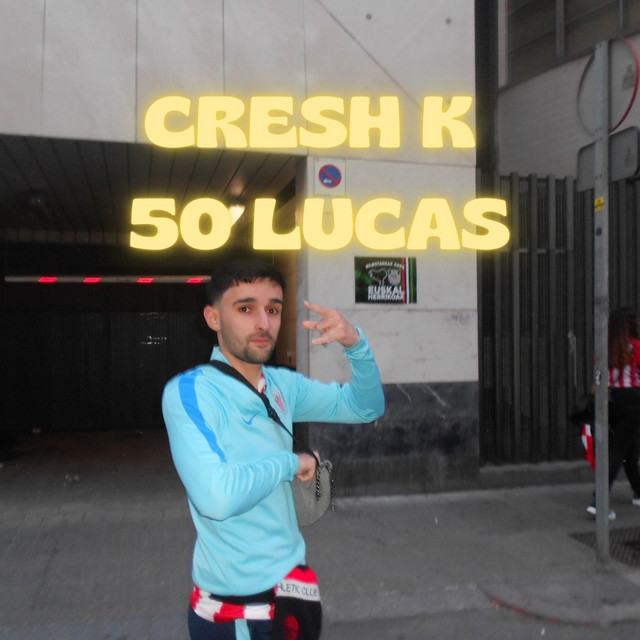 CRESH K
50 LUCAS
EUSKAL
HERRIKOAK
ATHLETIC CLUB